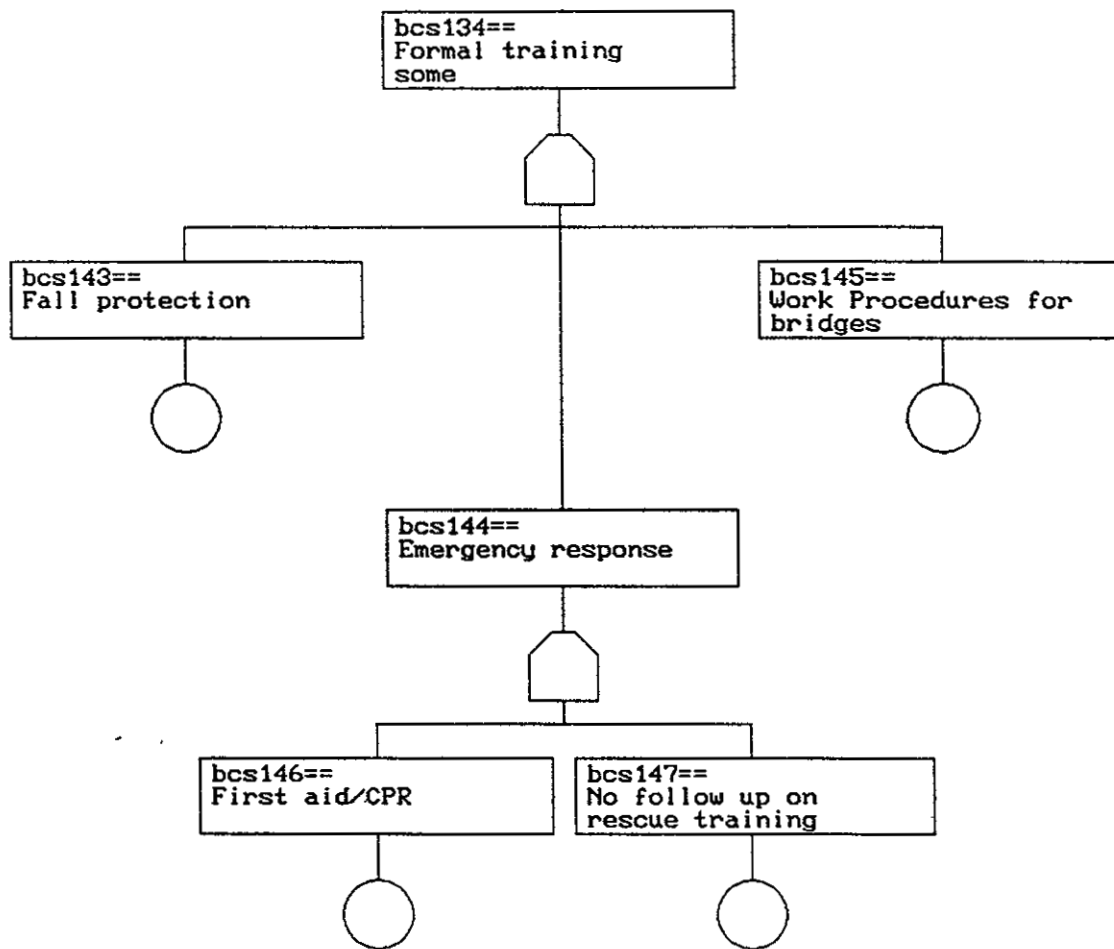 bcs134==
Formal training
some
bcs143==
Fall protection
bcs145==
Work Procedures for
bridges
bcs144==
Emergency response
bcs146==
First aid/CPR
bcs147==
No follow up on
rescue training